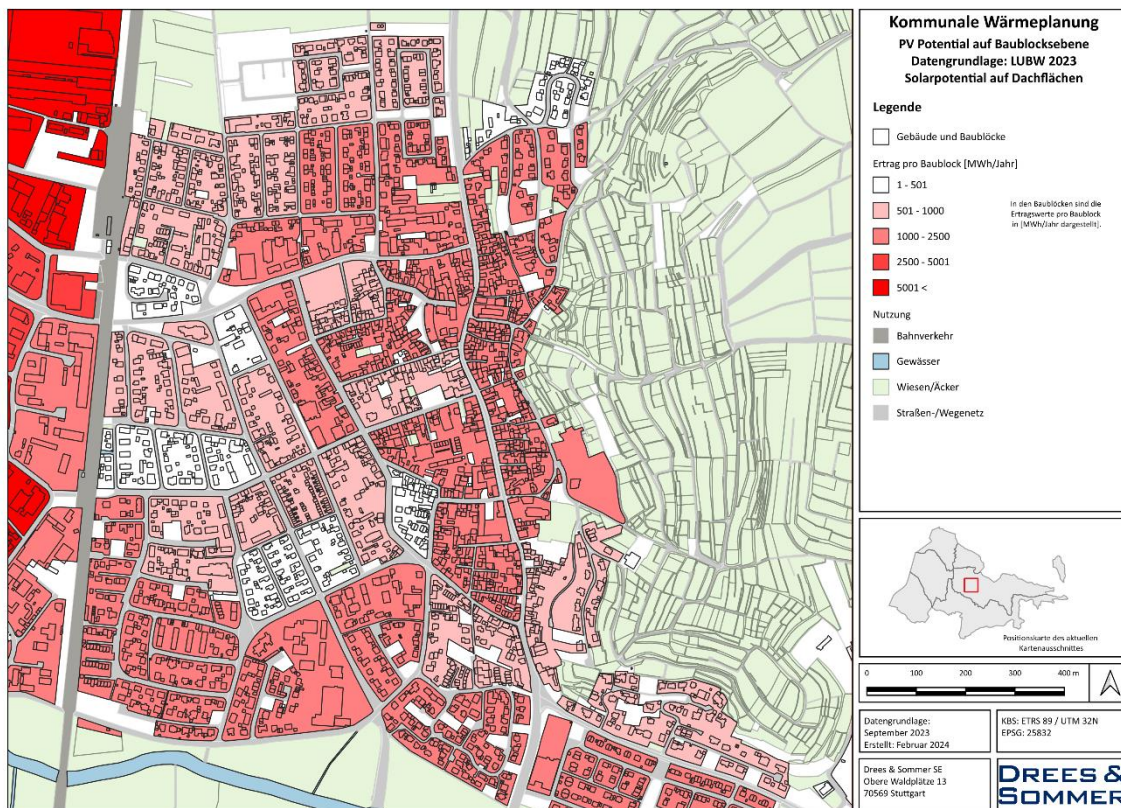 Kommunale Wärmeplanung
PV Potential auf Baublocksebene
Datengrundlage: LUBW 2023
Solarpotential auf Dachflächen
Legende
Gebäude und Baublöcke
Ertrag pro Baublock [MWh/Jahr]
1 - 501
501 - 1000
1000 - 2500
2500 - 5001
5001 <
In den Baublöcken sind die
Ertragswerte pro Baublock
in [MWh/Jahr dargestellt].
Nutzung
Bahnverkehr
Gewässer
Wiesen/Äcker
Straßen-/Wegenetz
Positionskarte des aktuellen
Kartenausschnittes
0 100 200 300 400 m
Datengrundlage:
September 2023
Erstellt: Februar 2024
KBS: ETRS 89 / UTM 32N
EPSG: 25832
Drees & Sommer SE
Obere Waldplätze 13
70569 Stuttgart
DREES &
SOMMER